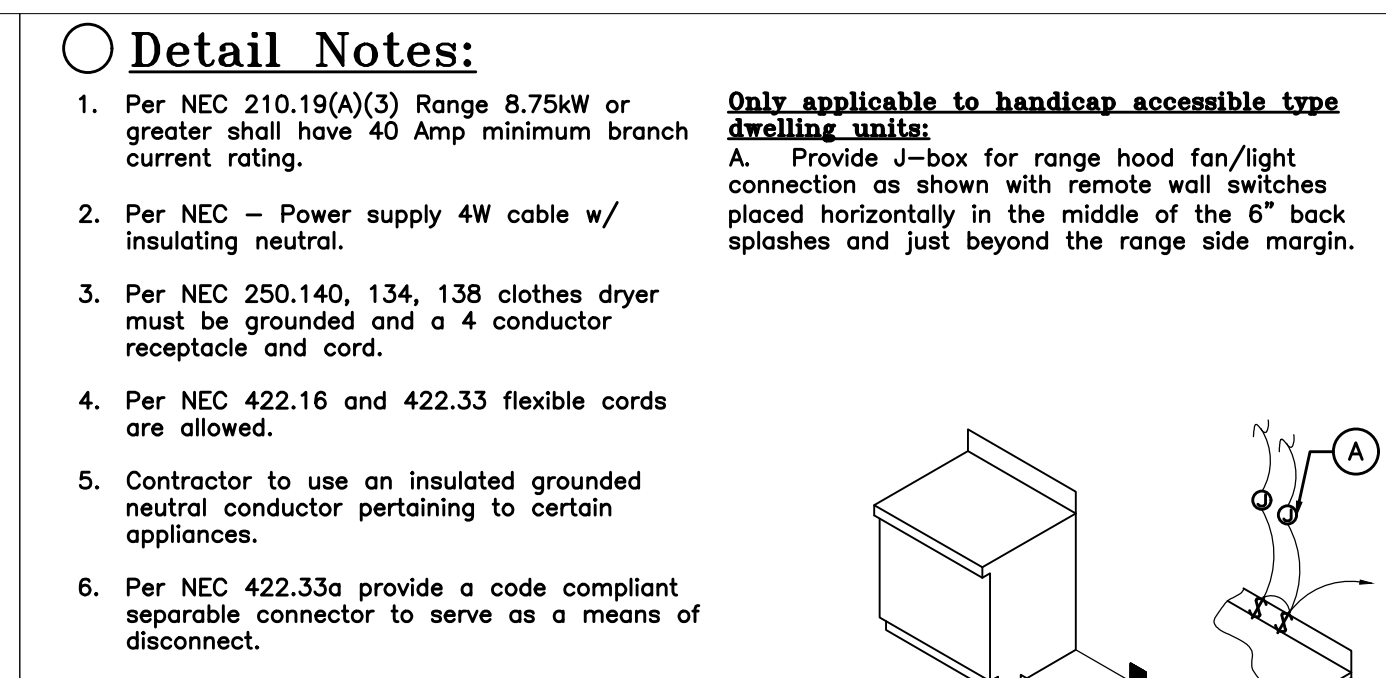 Detail Notes:
1. Per NEC 210.19(A)(3) Range 8.75kW or
greater shall have 40 Amp minimum branch
current rating.
2. Per NEC – Power supply 4W cable w/
insulating neutral.
3. Per NEC 250.140, 134, 138 clothes dryer
must be grounded and a 4 conductor
receptacle and cord.
4. Per NEC 422.16 and 422.33 flexible cords
are allowed.
5. Contractor to use an insulated grounded
neutral conductor pertaining to certain
appliances.
6. Per NEC 422.33a provide a code compliant
separable connector to serve as a means of
disconnect.
Only applicable to handicap accessible type
dwelling units:
A. Provide J–box for range hood fan/light
connection as shown with remote wall switches
placed horizontally in the middle of the 6" back
splashes and just beyond the range side margin.
A
J
J
S
S